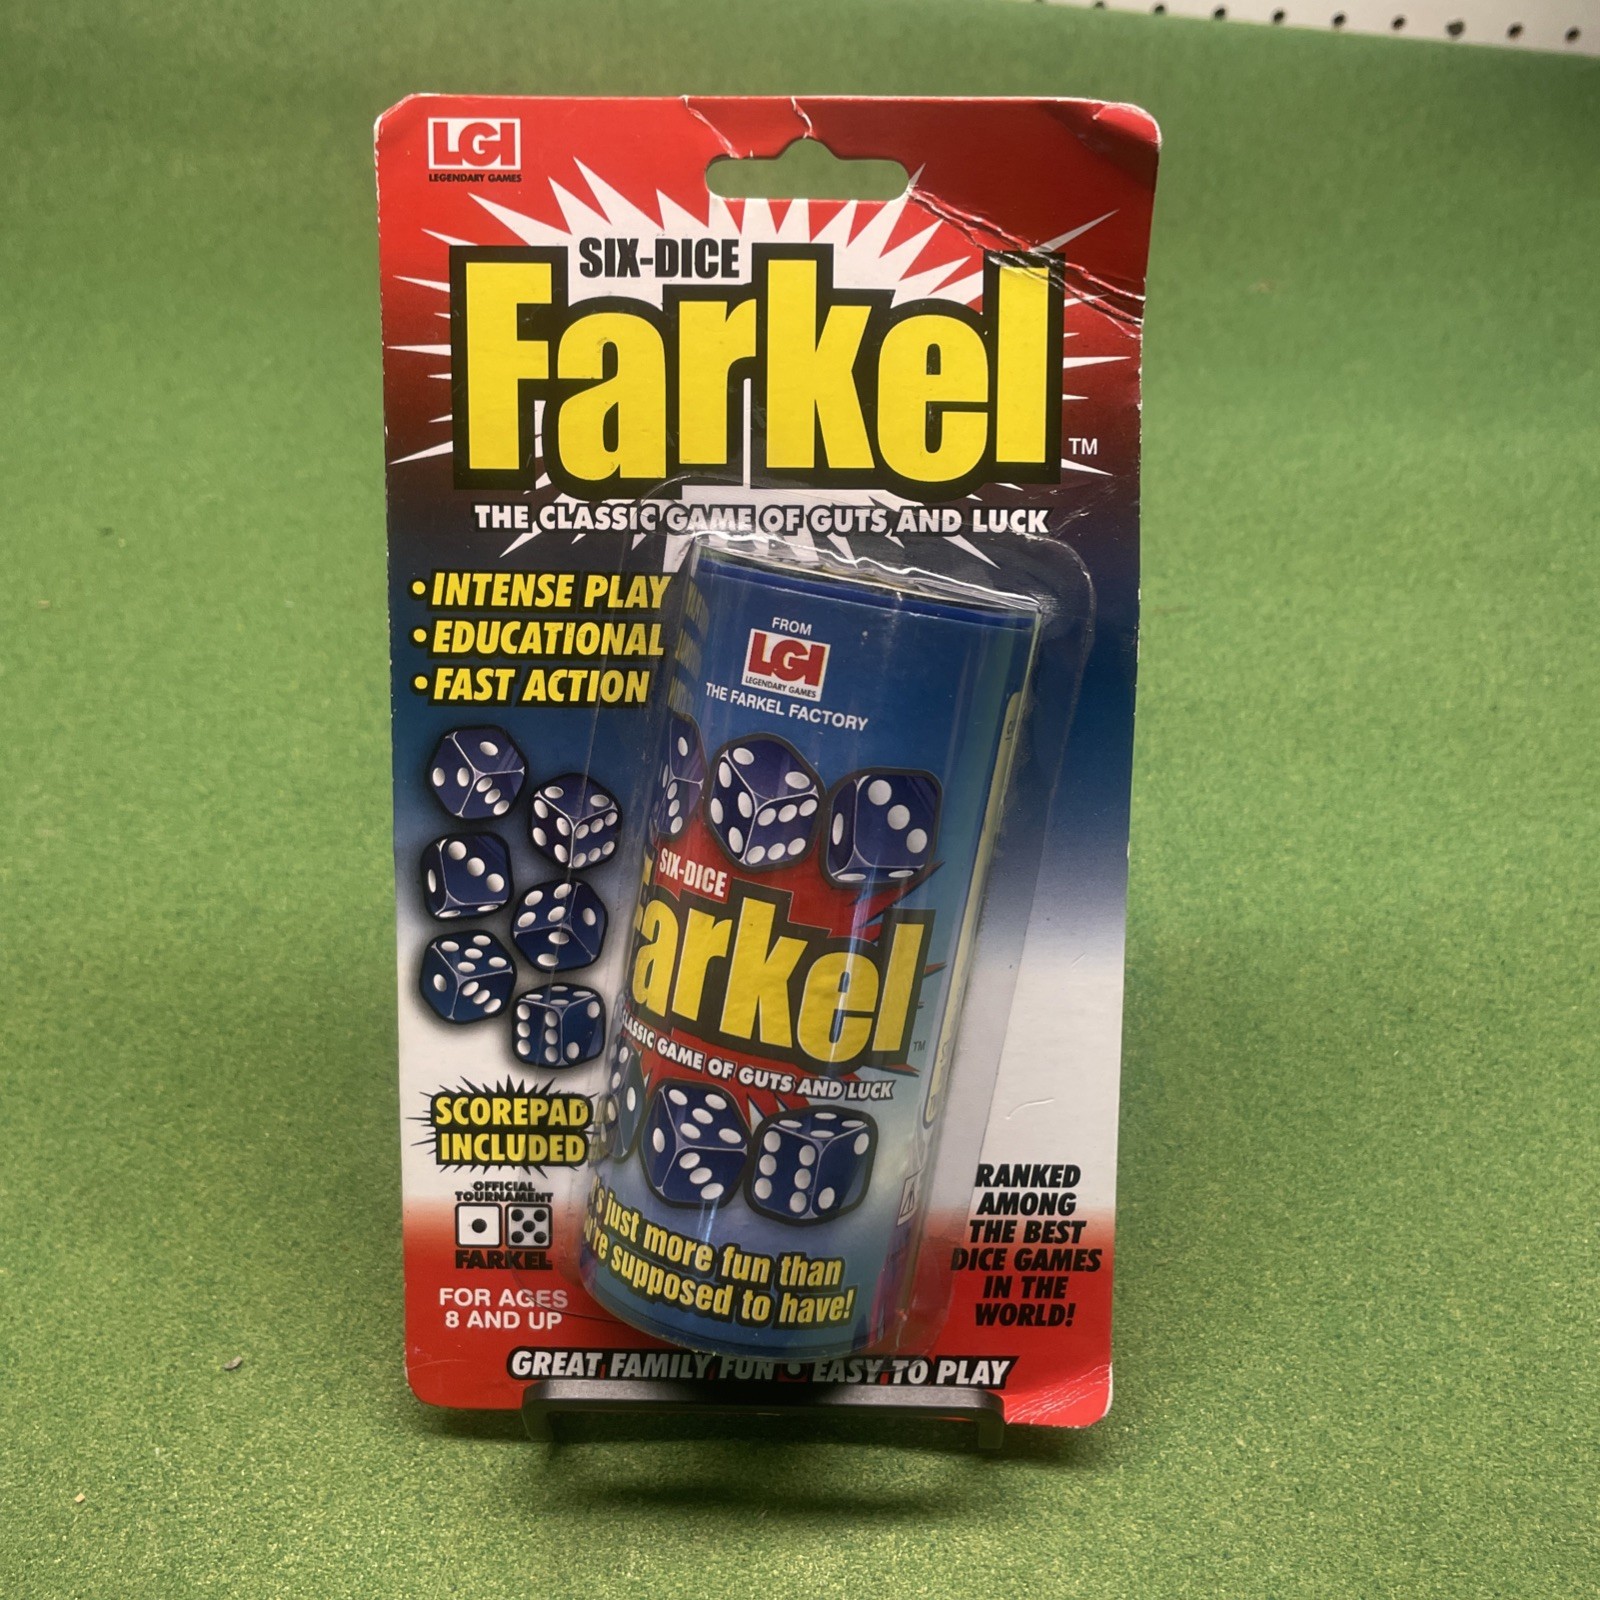 LGI
LEGENDARY GAMES
SIX-DICE
Farkel
TM
THE CLASSIC GAME OF GUTS AND LUCK
• INTENSE PLAY
• EDUCATIONAL
• FAST ACTION
SCOREPAD
INCLUDED
OFFICIAL
TOURNAMENT
FARKEL
FOR AGES
8 AND UP
FROM
LGI
LEGENDARY GAMES
THE FARKEL FACTORY
SIX-DICE
Farkel
TM
CLASSIC GAME OF GUTS AND LUCK
just more fun than
supposed to have!
RANKED
AMONG
THE BEST
DICE GAMES
IN THE
WORLD!
GREAT FAMILY FUN • EASY TO PLAY